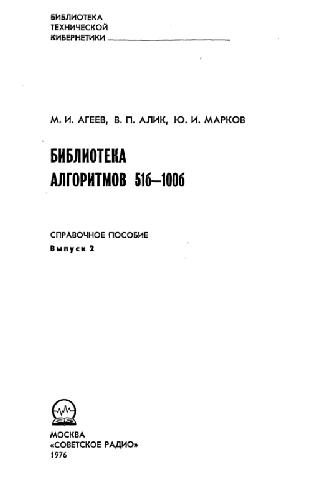 БИБЛИОТЕКА
ТЕХНИЧЕСКОЙ
КИБЕРНЕТИКИ
М. И. АГЕЕВ, В. П. АЛИК, Ю. И. МАРКОВ
БИБЛИОТЕКА
АЛГОРИТМОВ 51б—100б
СПРАВОЧНОЕ ПОСОБИЕ
Выпуск 2
МОСКВА
«СОВЕТСКОЕ РАДИО»
1976